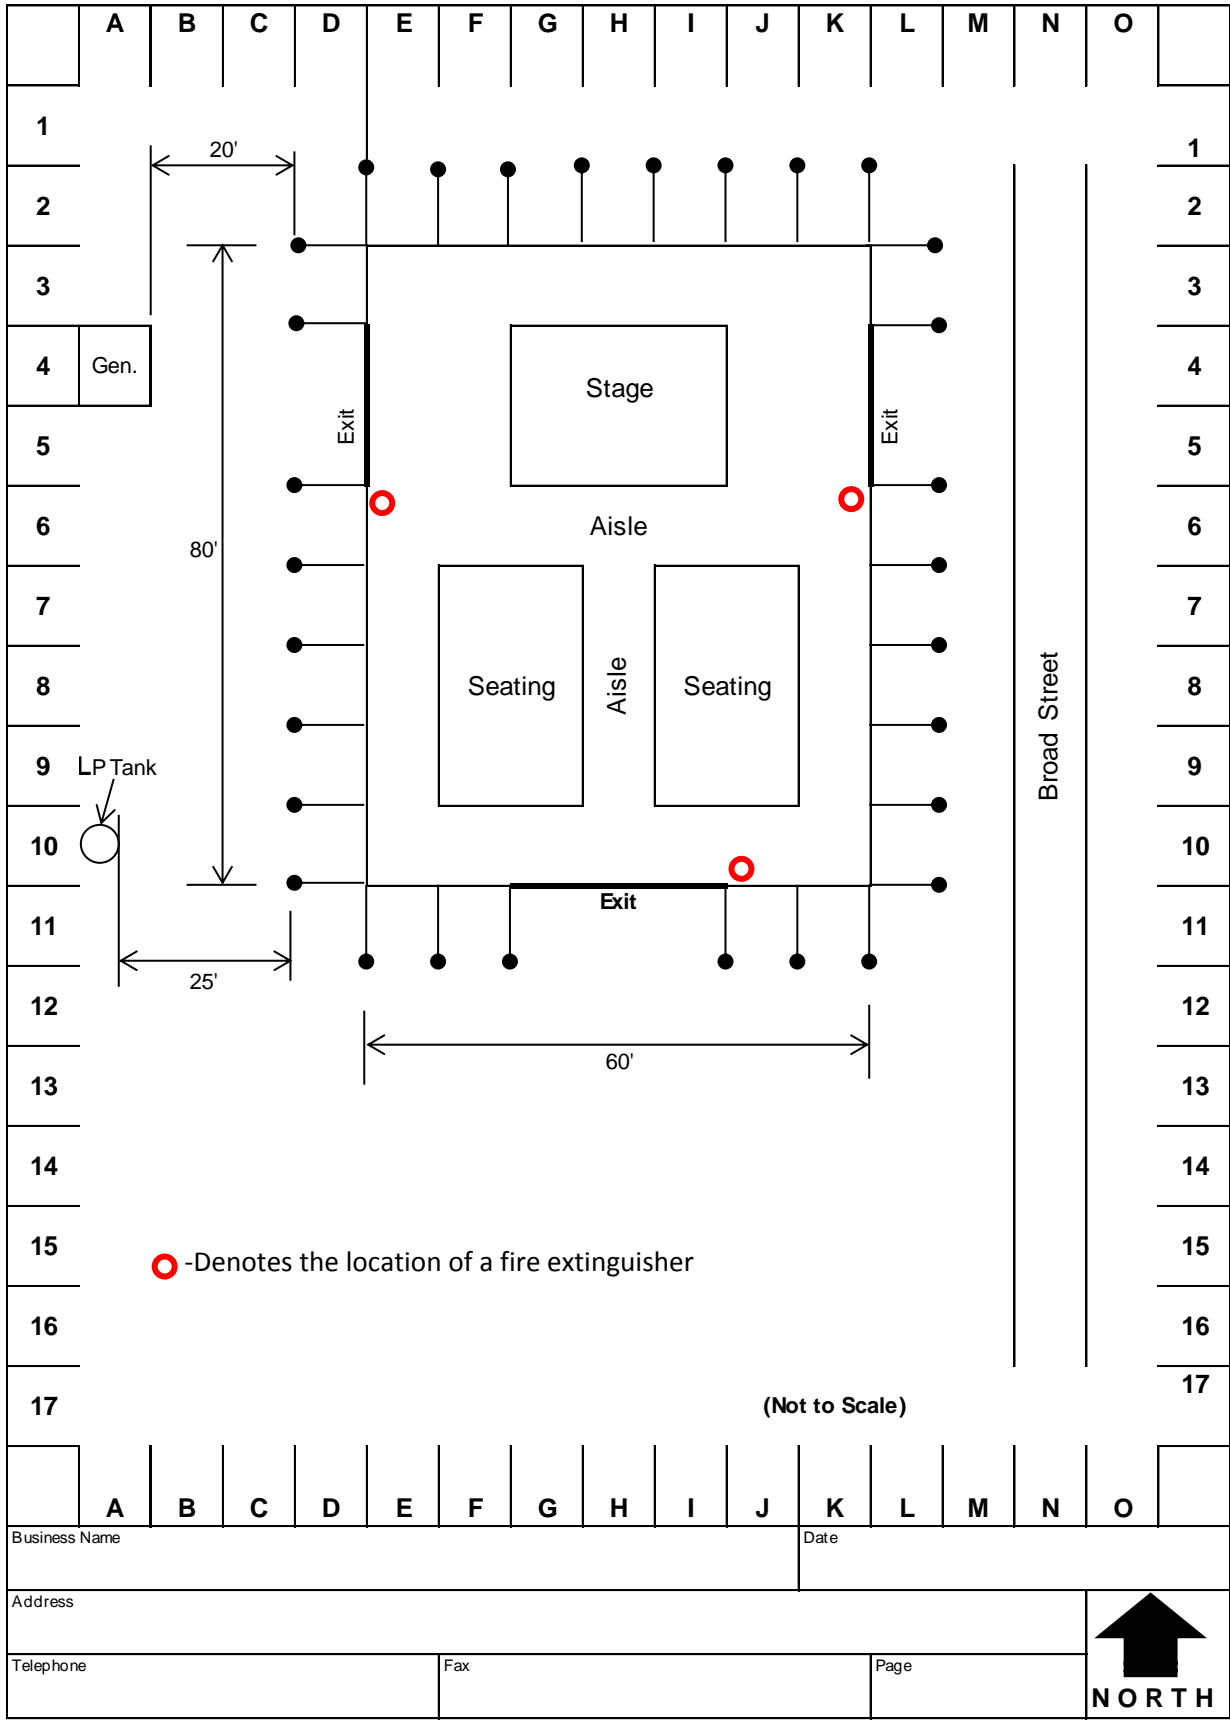 A B C D E F G H I J K L M N O
1 1
20'
2 2
3 3
4 Gen. Stage 4
Exit Exit
5 5
6 Aisle 6
80'
7 7
8 Seating Aisle Seating 8
Broad Street
9 LP Tank 9
10 10
Exit
11 11
25'
12 12
60'
13 13
14 14
15 15
-Denotes the location of a fire extinguisher
16 16
17 (Not to Scale) 17
A B C D E F G H I J K L M N O
Business Name Date
Address
Telephone Fax Page
NORTH